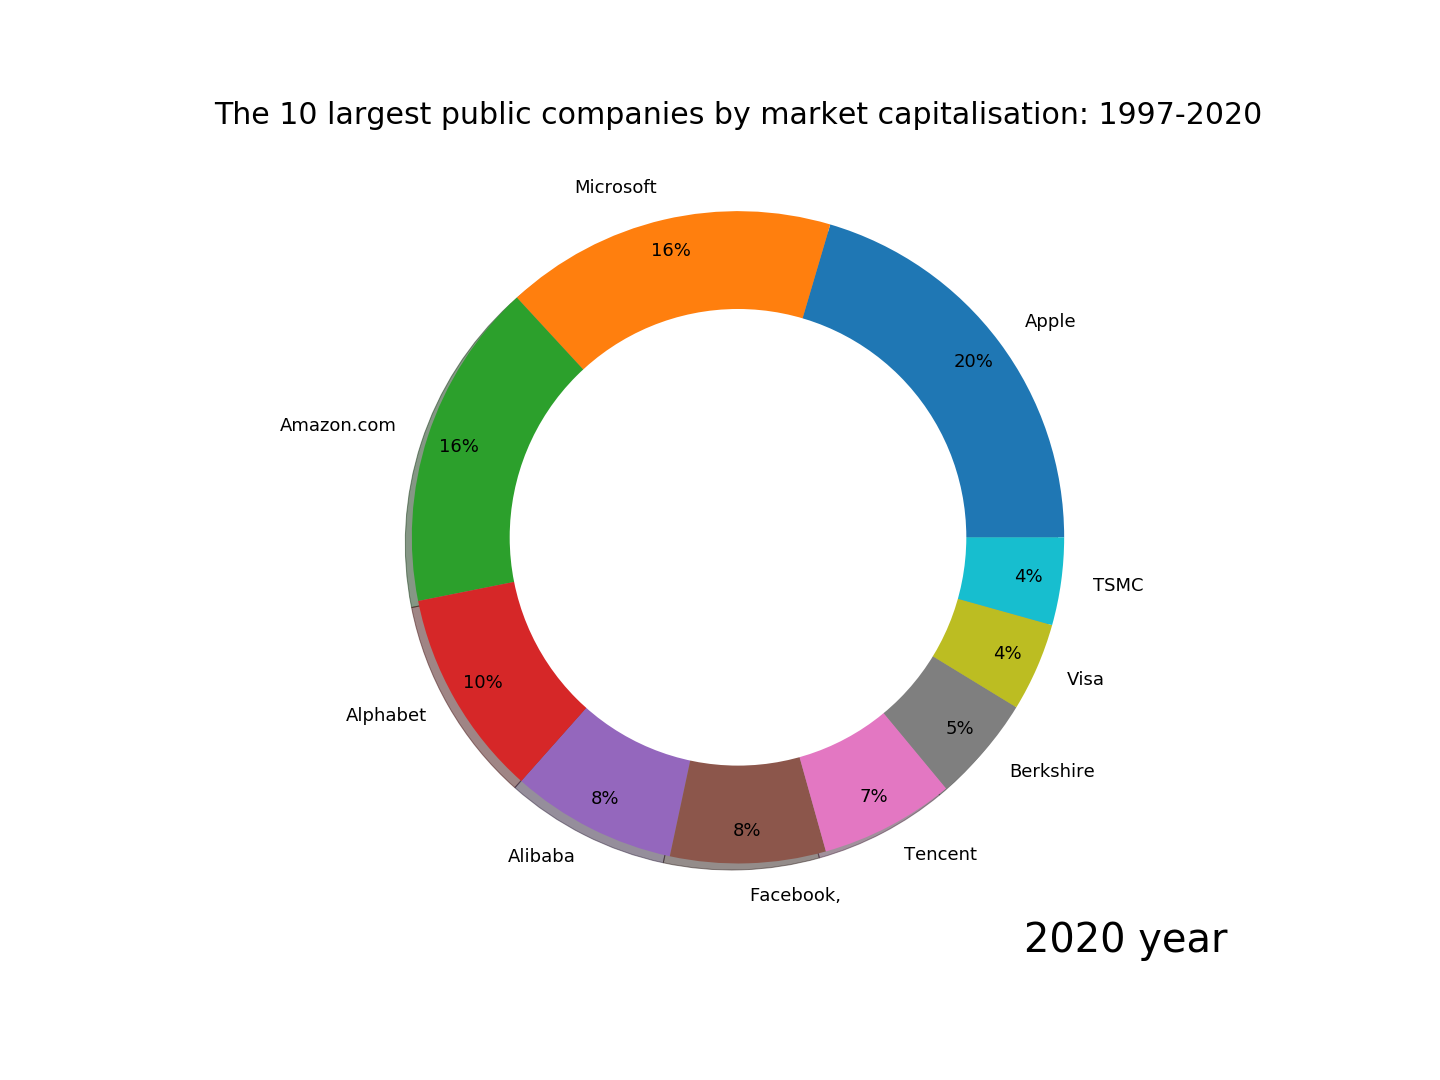 The 10 largest public companies by market capitalisation: 1997-2020
Microsoft
16%
Apple
20%
Amazon.com
16%
TSMC
4%
Visa
4%
Alphabet
10%
Berkshire
5%
Alibaba
8%
Facebook,
8%
Tencent
7%
2020 year